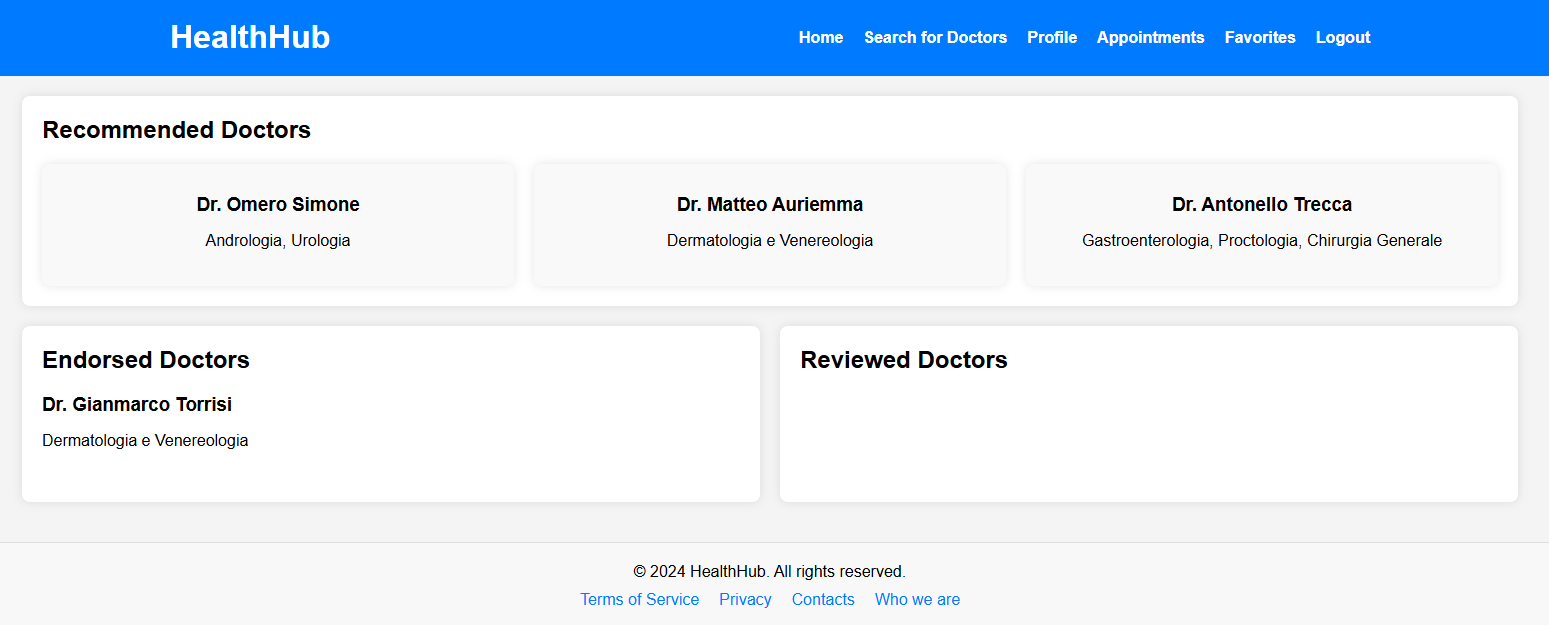 HealthHub
Home Search for Doctors Profile Appointments Favorites Logout
Recommended Doctors
Dr. Omero Simone
Andrologia, Urologia
Dr. Matteo Auriemma
Dermatologia e Venereologia
Dr. Antonello Trecca
Gastroenterologia, Proctologia, Chirurgia Generale
Endorsed Doctors
Dr. Gianmarco Torrisi
Dermatologia e Venereologia
Reviewed Doctors
© 2024 HealthHub. All rights reserved.
Terms of Service Privacy Contacts Who we are